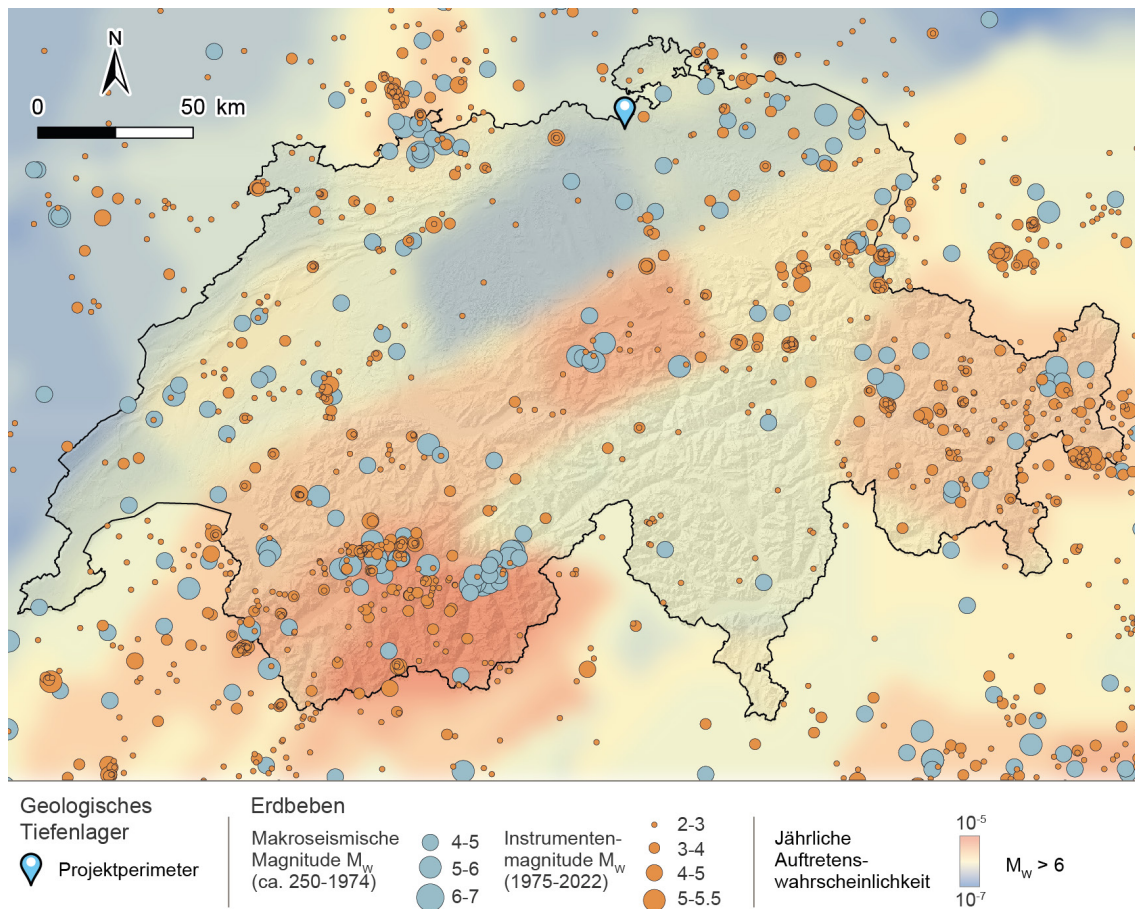 N
0 50 km
Geologisches
Tiefenlager
Projektperimeter
Erdbeben
Makroseismische
Magnitude Mw
(ca. 250-1974)
4-5
5-6
6-7
Instrumenten-
magnitude Mw
(1975-2022)
2-3
3-4
4-5
5-5.5
Jährliche
Auftretens-
wahrscheinlichkeit
10-5
10-7
Mw > 6